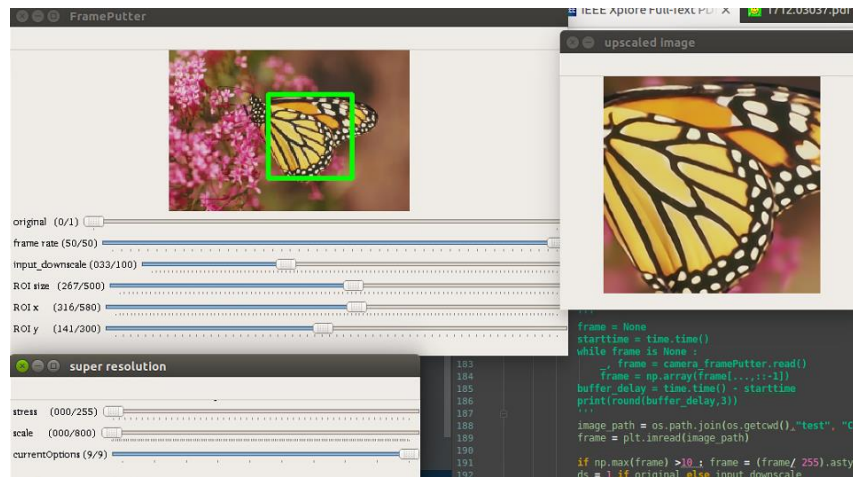 FramePutter
IEEE Xplore Full-Text PD ×
1712.03037.pdf
upscaled image
original (0/1)
frame rate (50/50)
input_downscale (033/100)
ROI size (267/500)
ROI x (316/580)
ROI y (141/300)
super resolution
stress (000/255)
scale (000/800)
currentOptions (9/9)
'''
frame = None
starttime = time.time()
while frame is None :
183 _, frame = camera_framePutter.read()
184 frame = np.array(frame[...,::-1])
185 buffer_delay = time.time() - starttime
186 print(round(buffer_delay,3))
187 '''
188 image_path = os.path.join(os.getcwd(),"test", "C
189 frame = plt.imread(image_path)
190
191 if np.max(frame) >10 : frame = (frame/ 255).asty
192 ds = 1 if original else input_downscale